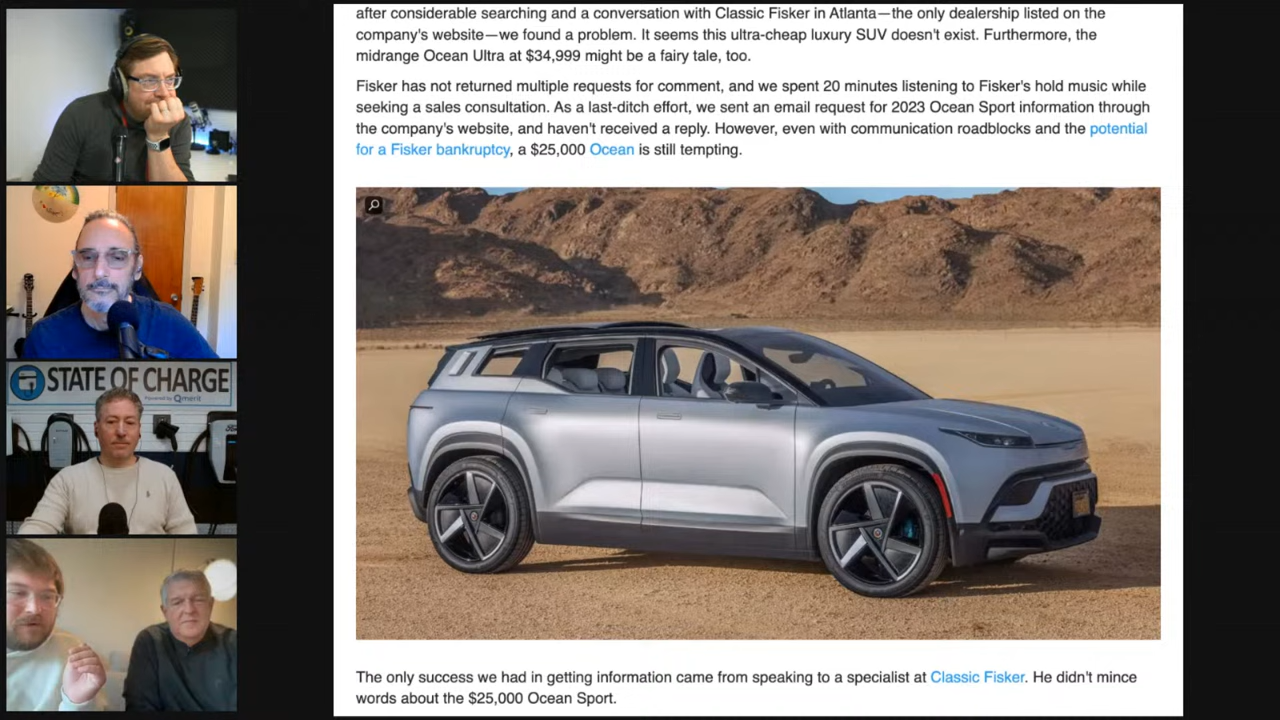 after considerable searching and a conversation with Classic Fisker in Atlanta—the only dealership listed on the
company's website—we found a problem. It seems this ultra-cheap luxury SUV doesn't exist. Furthermore, the
midrange Ocean Ultra at $34,999 might be a fairy tale, too.
Fisker has not returned multiple requests for comment, and we spent 20 minutes listening to Fisker's hold music while
seeking a sales consultation. As a last-ditch effort, we sent an email request for 2023 Ocean Sport information through
the company's website, and haven't received a reply. However, even with communication roadblocks and the potential
for a Fisker bankruptcy, a $25,000 Ocean is still tempting.
STATE OF CHARGE
Powered by Qmerit
The only success we had in getting information came from speaking to a specialist at Classic Fisker. He didn't mince
words about the $25,000 Ocean Sport.